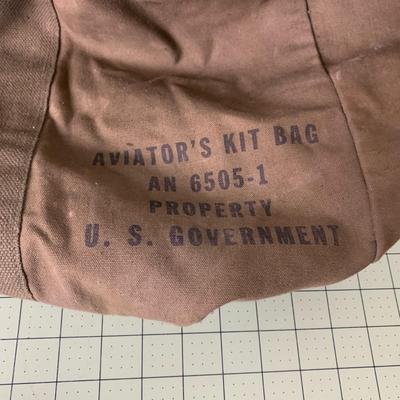 AVIATOR'S KIT BAG
AN 6505-1
PROPERTY
U. S. GOVERNMENT